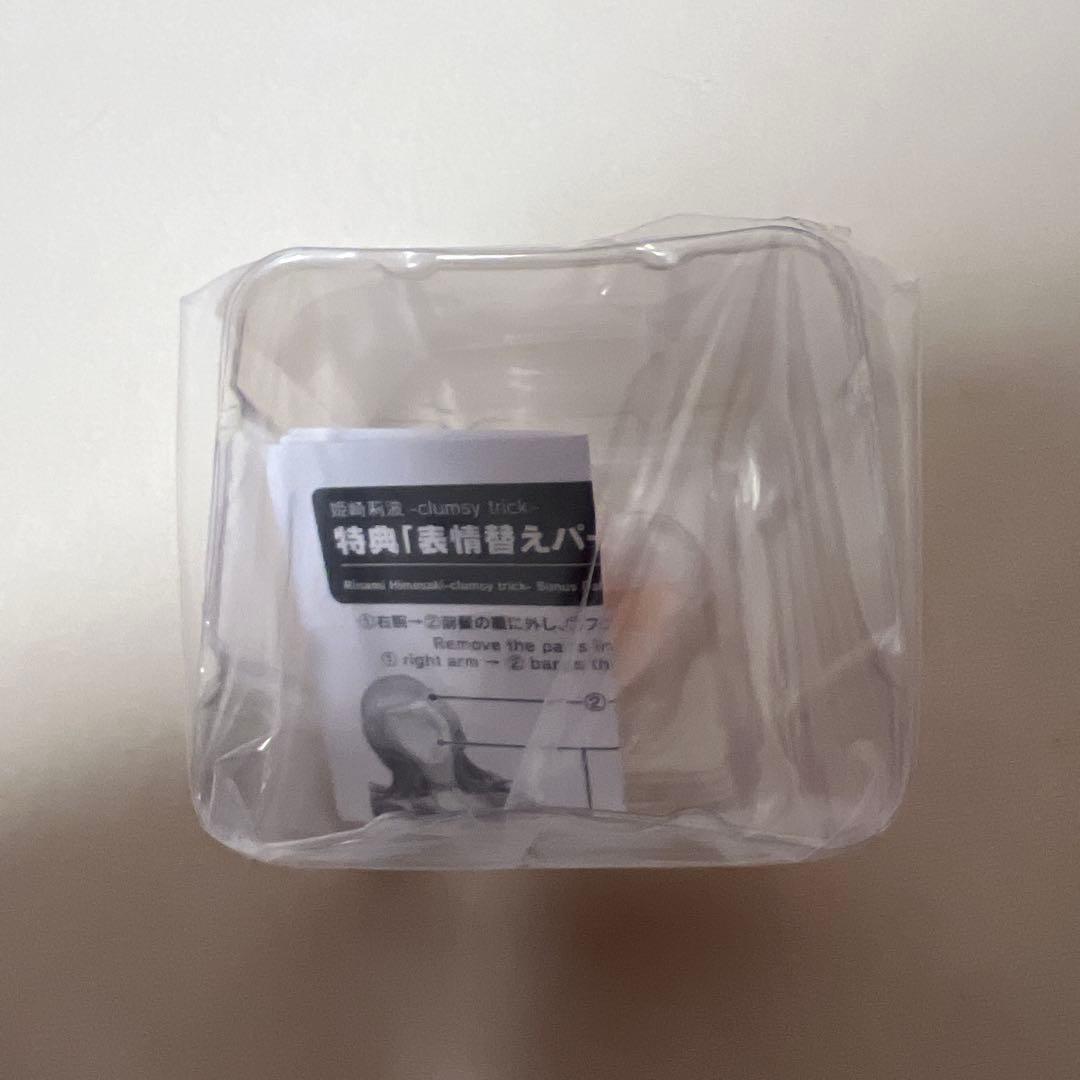 姫崎莉波 -clumsy trick-
特典「表情替えパー
Rinami Himesaki-clumsy trick- Bonus
①右腕→②前髪の順に外し、
Remove the pa s in
① right arm → ② ban s th
②